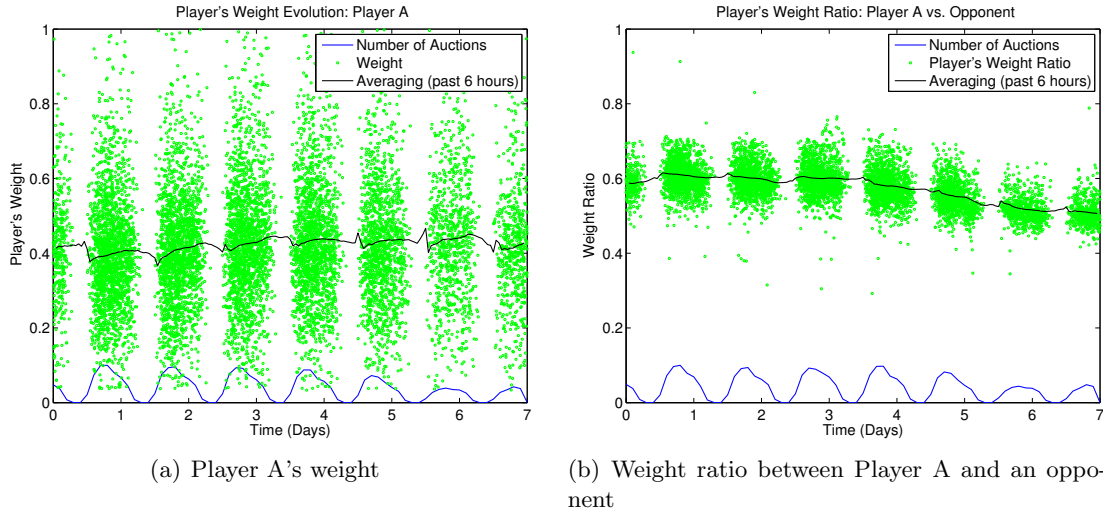 Player's Weight Evolution: Player A
Number of Auctions
Weight
Averaging (past 6 hours)
Player's Weight
1
0.8
0.6
0.4
0.2
0
0 1 2 3 4 5 6 7
Time (Days)
(a) Player A's weight
Player's Weight Ratio: Player A vs. Opponent
Number of Auctions
Player's Weight Ratio
Averaging (past 6 hours)
Weight Ratio
1
0.8
0.6
0.4
0.2
0
0 1 2 3 4 5 6 7
Time (Days)
(b) Weight ratio between Player A and an oppo-
nent